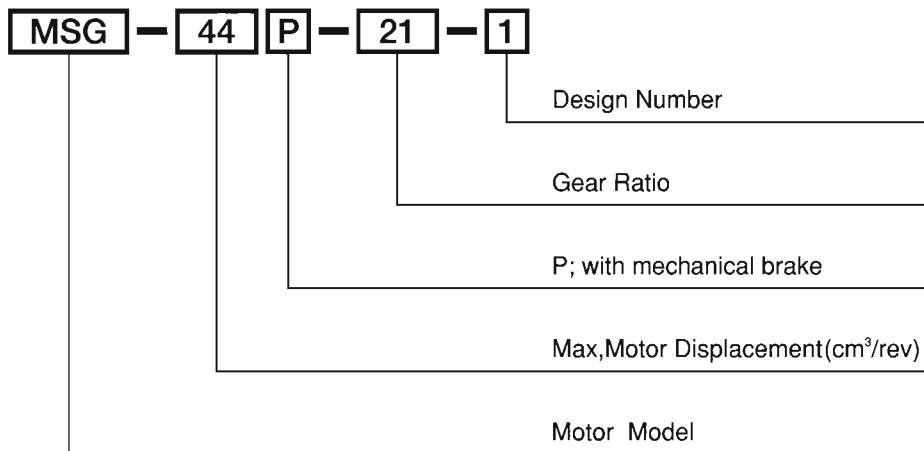 MSG - 44 P - 21 - 1
Design Number
Gear Ratio
P; with mechanical brake
Max,Motor Displacement(cm³/rev)
Motor Model